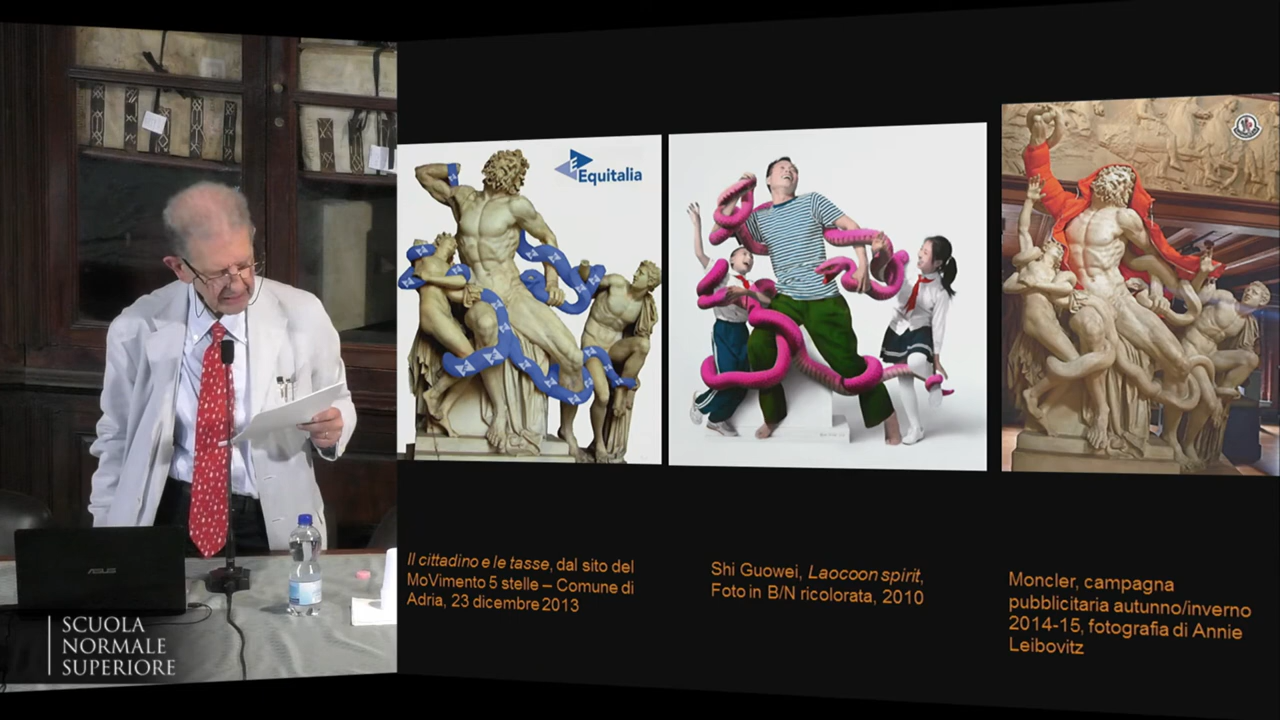 Equitalia
E
Il cittadino e le tasse, dal sito del
MoVimento 5 stelle – Comune di
Adria, 23 dicembre 2013
Shi Guowei, Laocoon spirit,
Foto in B/N ricolorata, 2010
Moncler, campagna
pubblicitaria autunno/inverno
2014-15, fotografia di Annie
Leibovitz
ASUS
SCUOLA
NORMALE
SUPERIORE